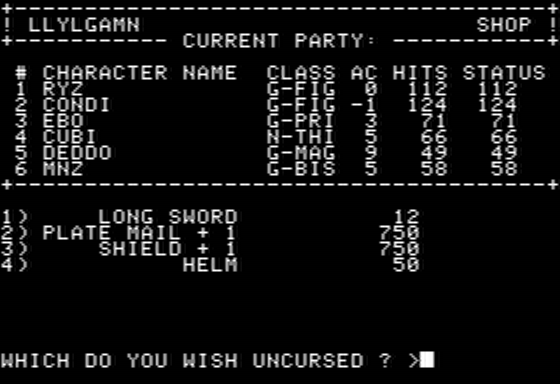 ! LLYLGAMN SHOP !
CURRENT PARTY:
# CHARACTER NAME CLASS AC HITS STATUS
1 RYZ G-FIG 0 112 112
2 CONDI G-FIG -1 124 124
3 EBO G-PRI 3 71 71
4 CUBI N-THI 5 66 66
5 DEDDO G-MAG 9 49 49
6 MNZ G-BIS 5 58 58
1) LONG SWORD 12
2) PLATE MAIL + 1 750
3) SHIELD + 1 750
4) HELM 50
WHICH DO YOU WISH UNCURSED ? >